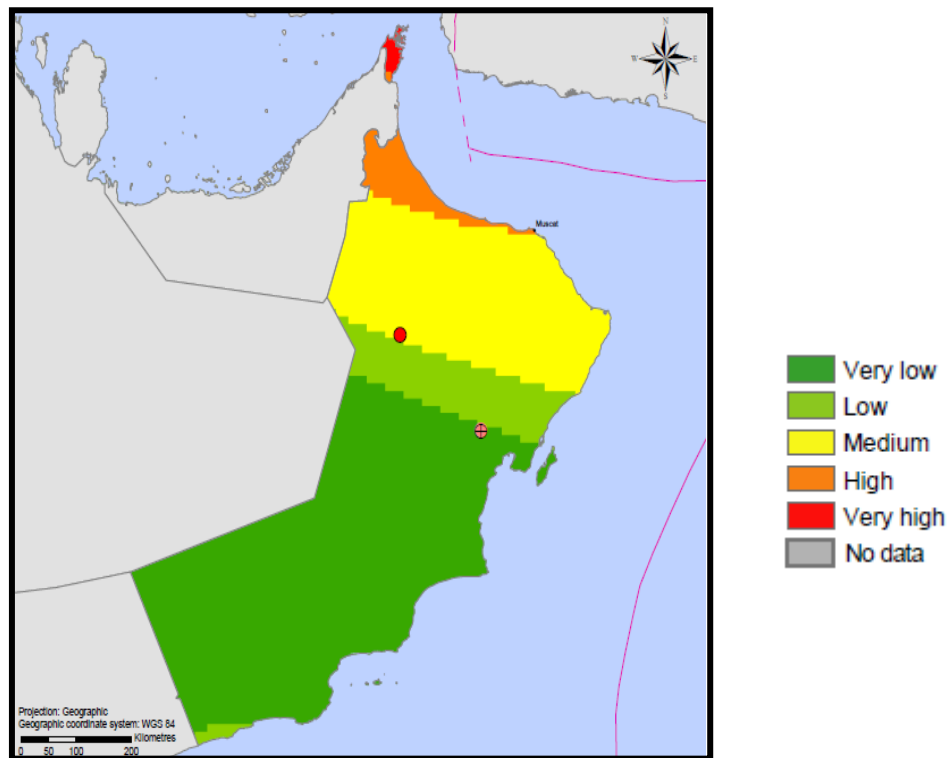 N
W
E
S
Muscat
Very low
Low
Medium
High
Very high
No data
Projection: Geographic
Geographic coordinate system: WGS 84
Kilometres
0 50 100 200